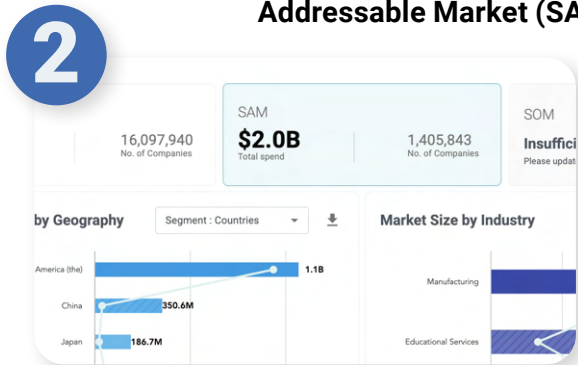 2
Addressable Market (SA
SAM
$2.0B
Total spend
16,097,940
No. of Companies
1,405,843
No. of Companies
SOM
Insuffici
Please updat
by Geography
Segment : Countries
Market Size by Industry
America (the)
1.1B
China
350.6M
Japan
186.7M
Manufacturing
Educational Services